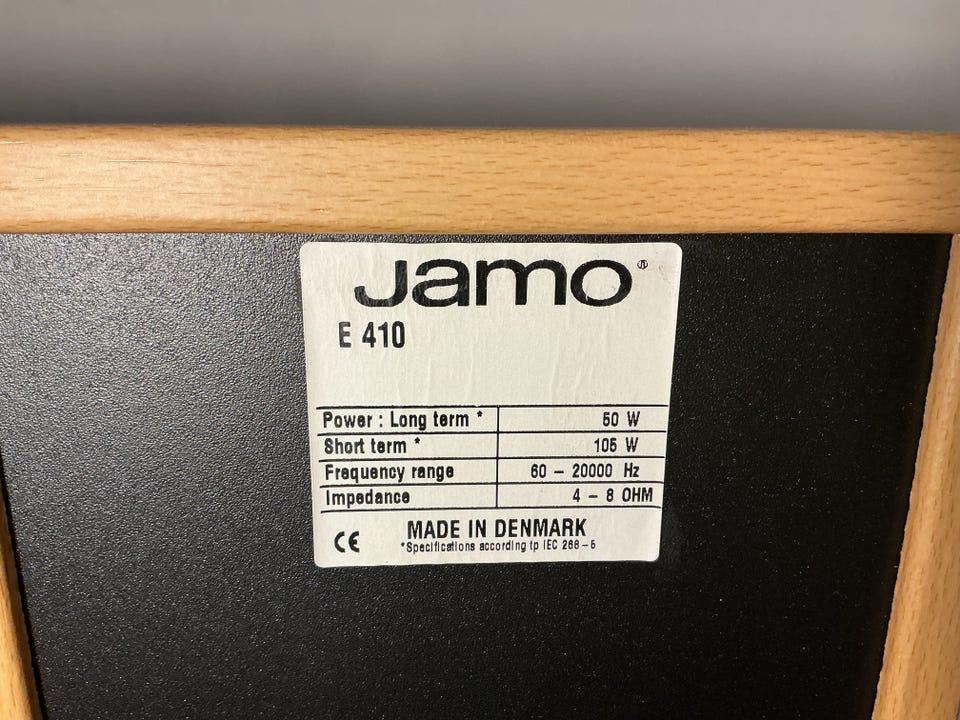 Jamo®
E 410
Power : Long term * 50 W
Short term * 105 W
Frequency range 60 - 20000 Hz
Impedance 4 - 8 OHM
MADE IN DENMARK
CE *Specifications according tp IEC 268-5